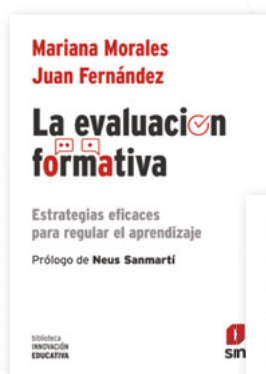 Mariana Morales
Juan Fernández
La evaluación
formativa
Estrategias eficaces
para regular el aprendizaje
Prólogo de Neus Sanmartí
biblioteca
INNOVACIÓN
EDUCATIVA
sm